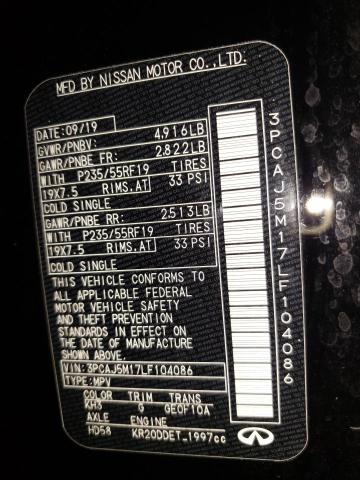 MFD BY NISSAN MOTOR CO.,LTD.
DATE:09/19
GVWR/PNBV: 4,916LB
GAWR/PNBE FR: 2,822LB
WITH P235/55RF19 TIRES
19X7.5 RIMS.AT 33 PSI
COLD SINGLE
GAWR/PNBE RR: 2,513LB
WITH P235/55RF19 TIRES
19X7.5 RIMS.AT 33 PSI
COLD SINGLE
THIS VEHICLE CONFORMS TO
ALL APPLICABLE FEDERAL
MOTOR VEHICLE SAFETY
AND THEFT PREVENTION
STANDARDS IN EFFECT ON
THE DATE OF MANUFACTURE
SHOWN ABOVE.
VIN:3PCAJ5M17LF104086
TYPE:MPV
COLOR TRIM TRANS
KH3 G GEOF10A
AXLE ENGINE
HD58 KR20DDET_1997cc
3PCAJ5M17LF104086